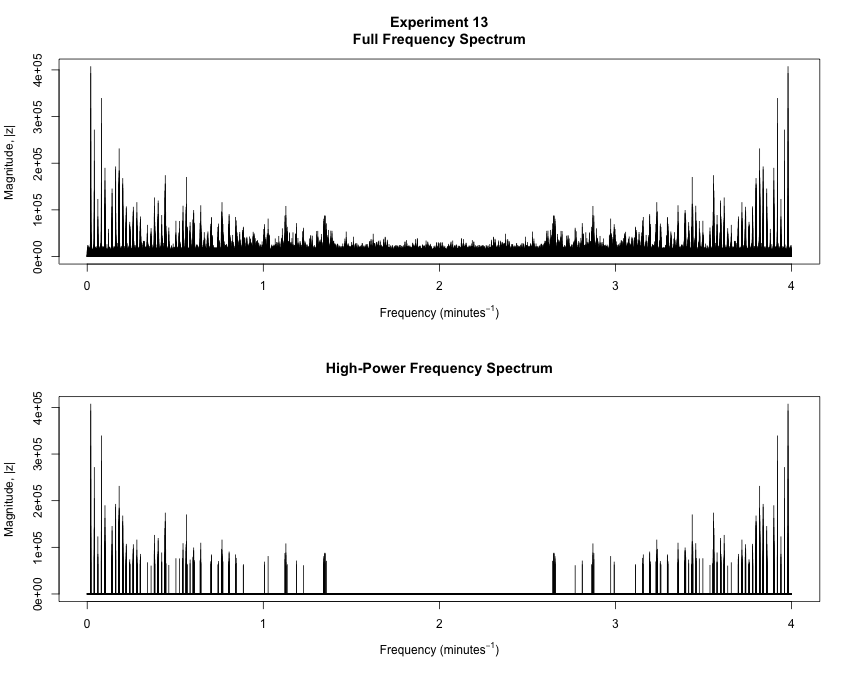 Experiment 13
Full Frequency Spectrum
Magnitude, |z|
0e+00 1e+05 2e+05 3e+05 4e+05
0 1 2 3 4
Frequency (minutes⁻¹)
High-Power Frequency Spectrum
Magnitude, |z|
0e+00 1e+05 2e+05 3e+05 4e+05
0 1 2 3 4
Frequency (minutes⁻¹)